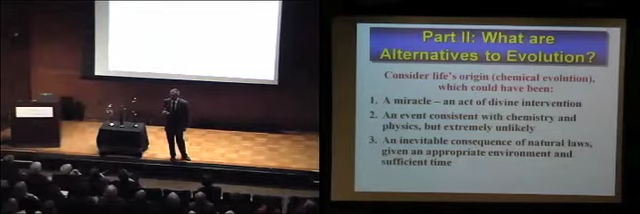 Part II: What are
Alternatives to Evolution?
Consider life's origin (chemical evolution),
which could have been:
1. A miracle – an act of divine intervention
2. An event consistent with chemistry and
physics, but extremely unlikely
3. An inevitable consequence of natural laws,
given an appropriate environment and
sufficient time